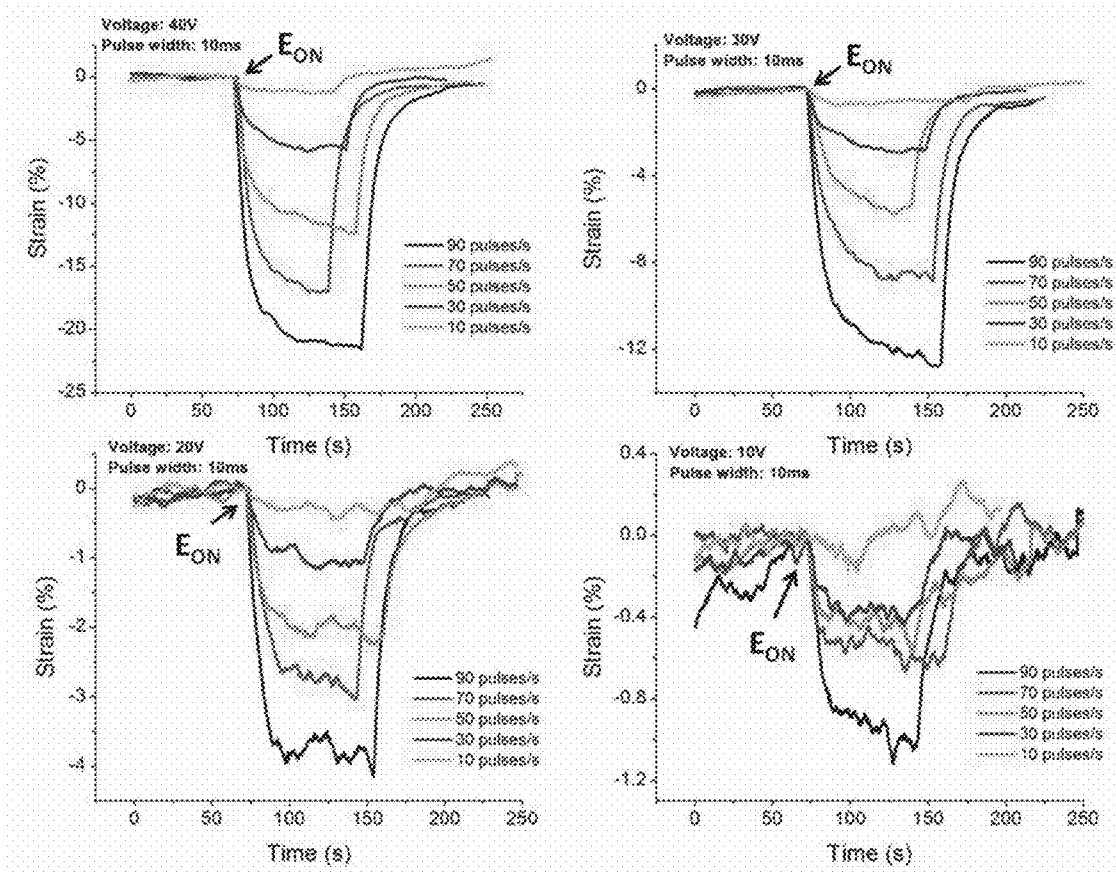 Voltage: 40V
Pulse width: 10ms
E_ON
Strain (%)
0
-5
-10
-15
-20
-25
90 pulses/s
70 pulses/s
50 pulses/s
30 pulses/s
10 pulses/s
0 50 100 150 200 250
Time (s)
Voltage: 30V
Pulse width: 10ms
E_ON
Strain (%)
0
-4
-8
-12
90 pulses/s
70 pulses/s
50 pulses/s
30 pulses/s
10 pulses/s
0 50 100 150 200 250
Time (s)
Voltage: 20V
Pulse width: 10ms
E_ON
Strain (%)
0
-1
-2
-3
-4
90 pulses/s
70 pulses/s
50 pulses/s
30 pulses/s
10 pulses/s
0 50 100 150 200 250
Time (s)
Voltage: 10V
Pulse width: 10ms
E_ON
Strain (%)
0.4
0.0
-0.4
-0.8
-1.2
90 pulses/s
70 pulses/s
50 pulses/s
30 pulses/s
10 pulses/s
0 50 100 150 200 250
Time (s)